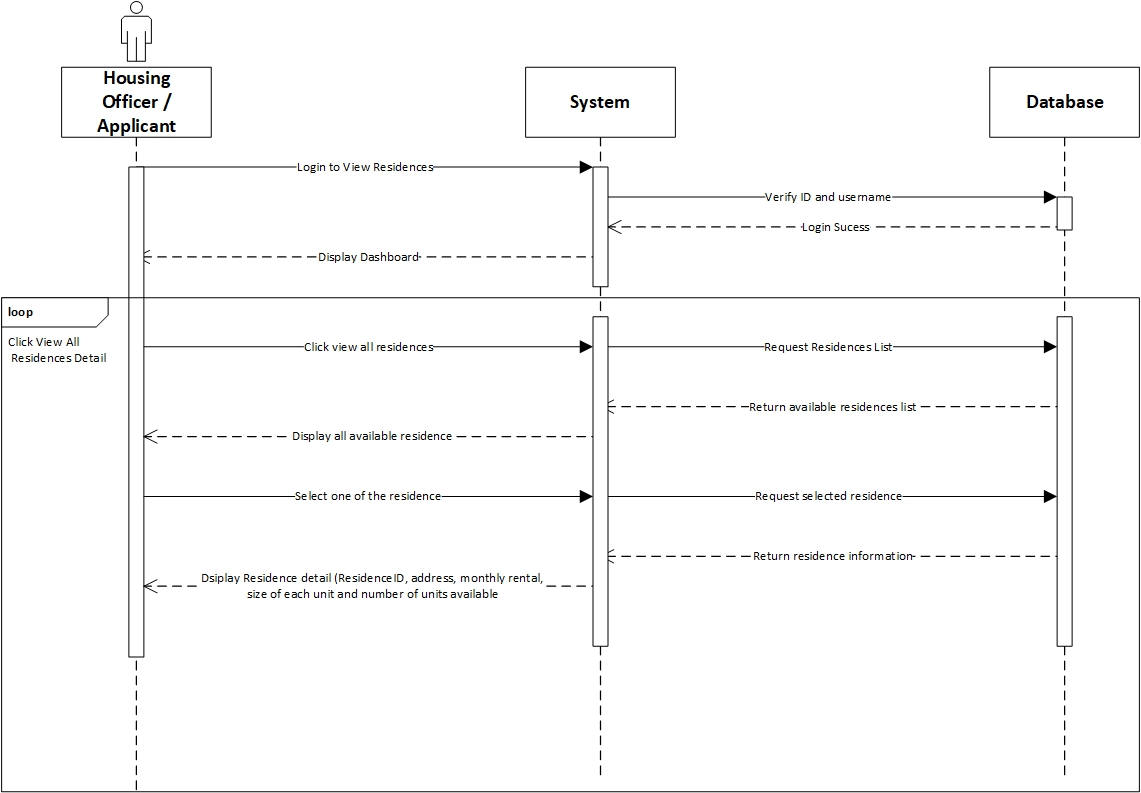 Housing
Officer /
Applicant
System
Database
Login to View Residences
Verify ID and username
Login Sucess
Display Dashboard
loop
Click View All
Residences Detail
Click view all residences
Request Residences List
Return available residences list
Display all available residence
Select one of the residence
Request selected residence
Return residence information
Dsiplay Residence detail (ResidenceID, address, monthly rental,
size of each unit and number of units available